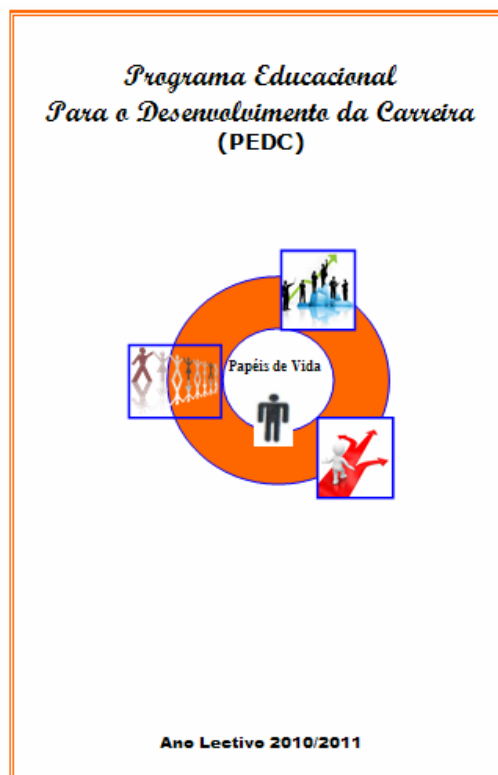 Programa Educacional
Para o Desenvolvimento da Carreira
(PEDC)
Papéis de Vida
Ano Lectivo 2010/2011